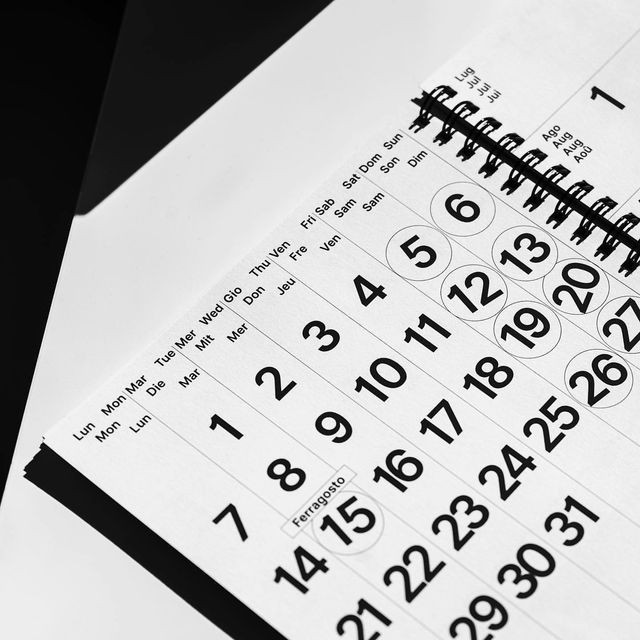 Lug
Jul
Jul
Jui
Ago
Aug
Aug
Aoû
1
Lun Mon Mar Tue Mer Wed Gio Thu Ven Fri Sab Sat Dom Sun
Mon Lun Die Mar Mit Mer Don Jeu Fre Ven Sam Sam Son Dim
1 2 3 4 5 6
7 8 9 10 11 12 13
Ferragosto
14 15 16 17 18 19 20
21 22 23 24 25 26 27
29 30 31